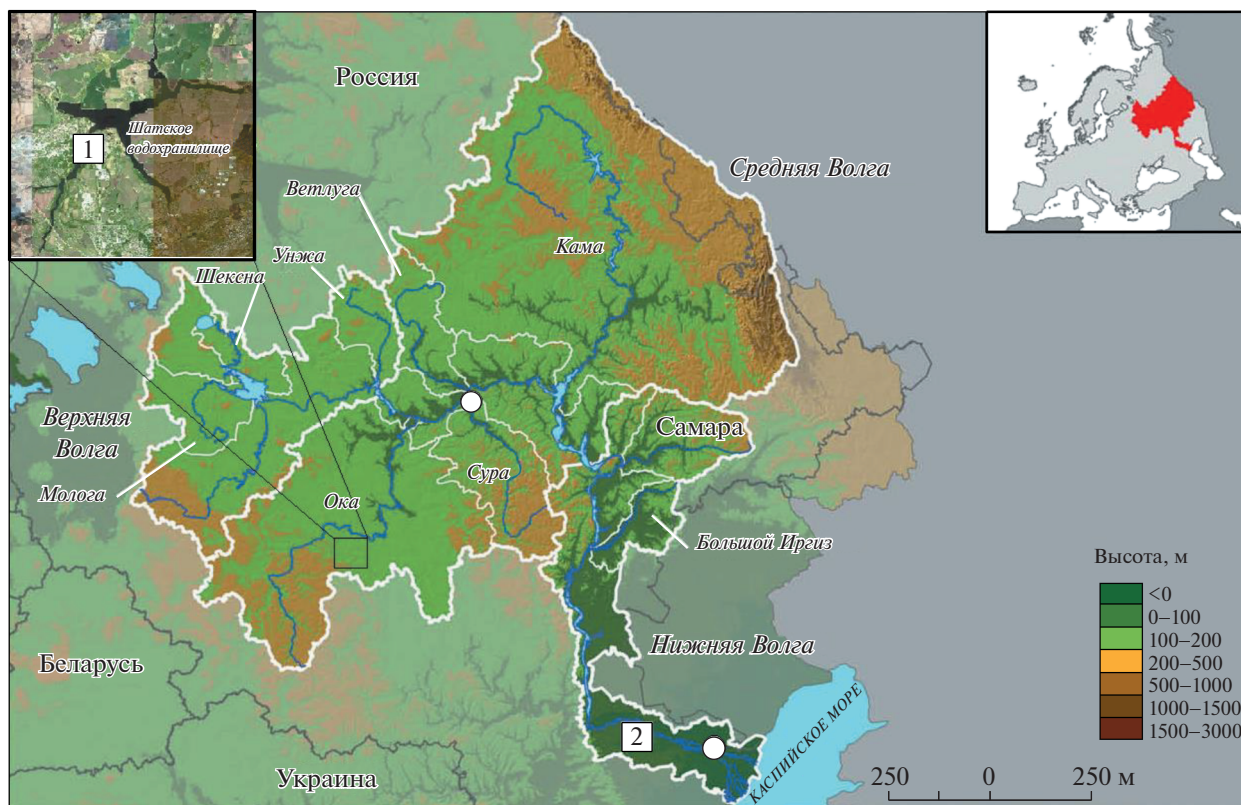 Россия
Шатское
водохранилище
1
Средняя Волга
Ветлуга
Унжа
Кама
Шексна
Верхняя
Волга
Самара
Сура
Молога
Ока
Большой Иргиз
Высота, м
<0
0–100
100–200
200–500
500–1000
1000–1500
1500–3000
Нижняя Волга
Беларусь
КАСПИЙСКОЕ МОРЕ
2
Украина
250 0 250 м